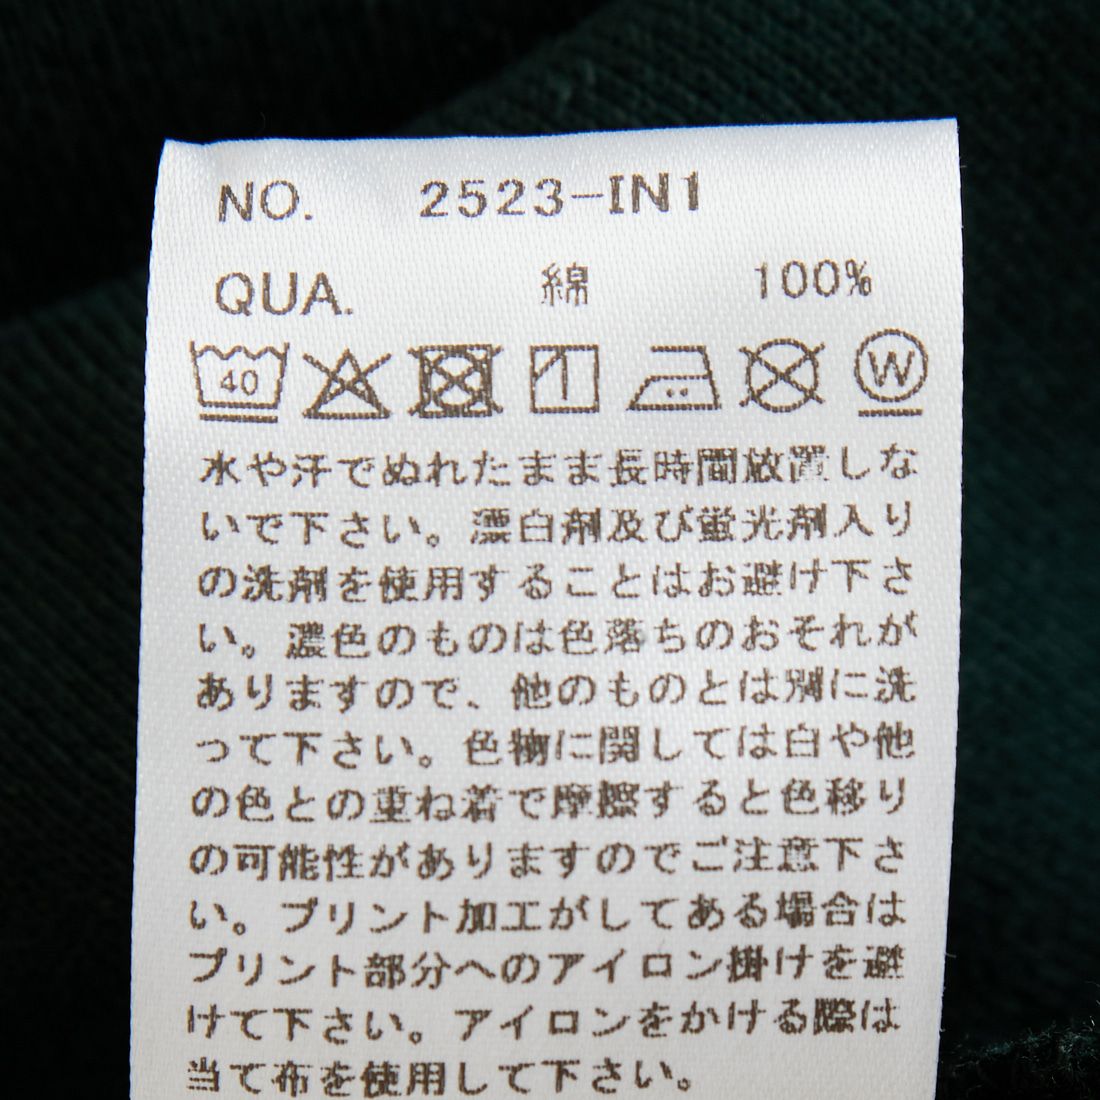 NO. 2523-IN1
QUA. 綿 100%
40 W
水や汗でぬれたまま長時間放置しな
いで下さい。漂白剤及び蛍光剤入り
の洗剤を使用することはお避け下さ
い。濃色のものは色落ちのおそれが
ありますので、他のものとは別に洗
って下さい。色物に関しては白や他
の色との重ね着で摩擦すると色移り
の可能性がありますのでご注意下さ
い。プリント加工がしてある場合は
プリント部分へのアイロン掛けを避
けて下さい。アイロンをかける際は
当て布を使用して下さい。